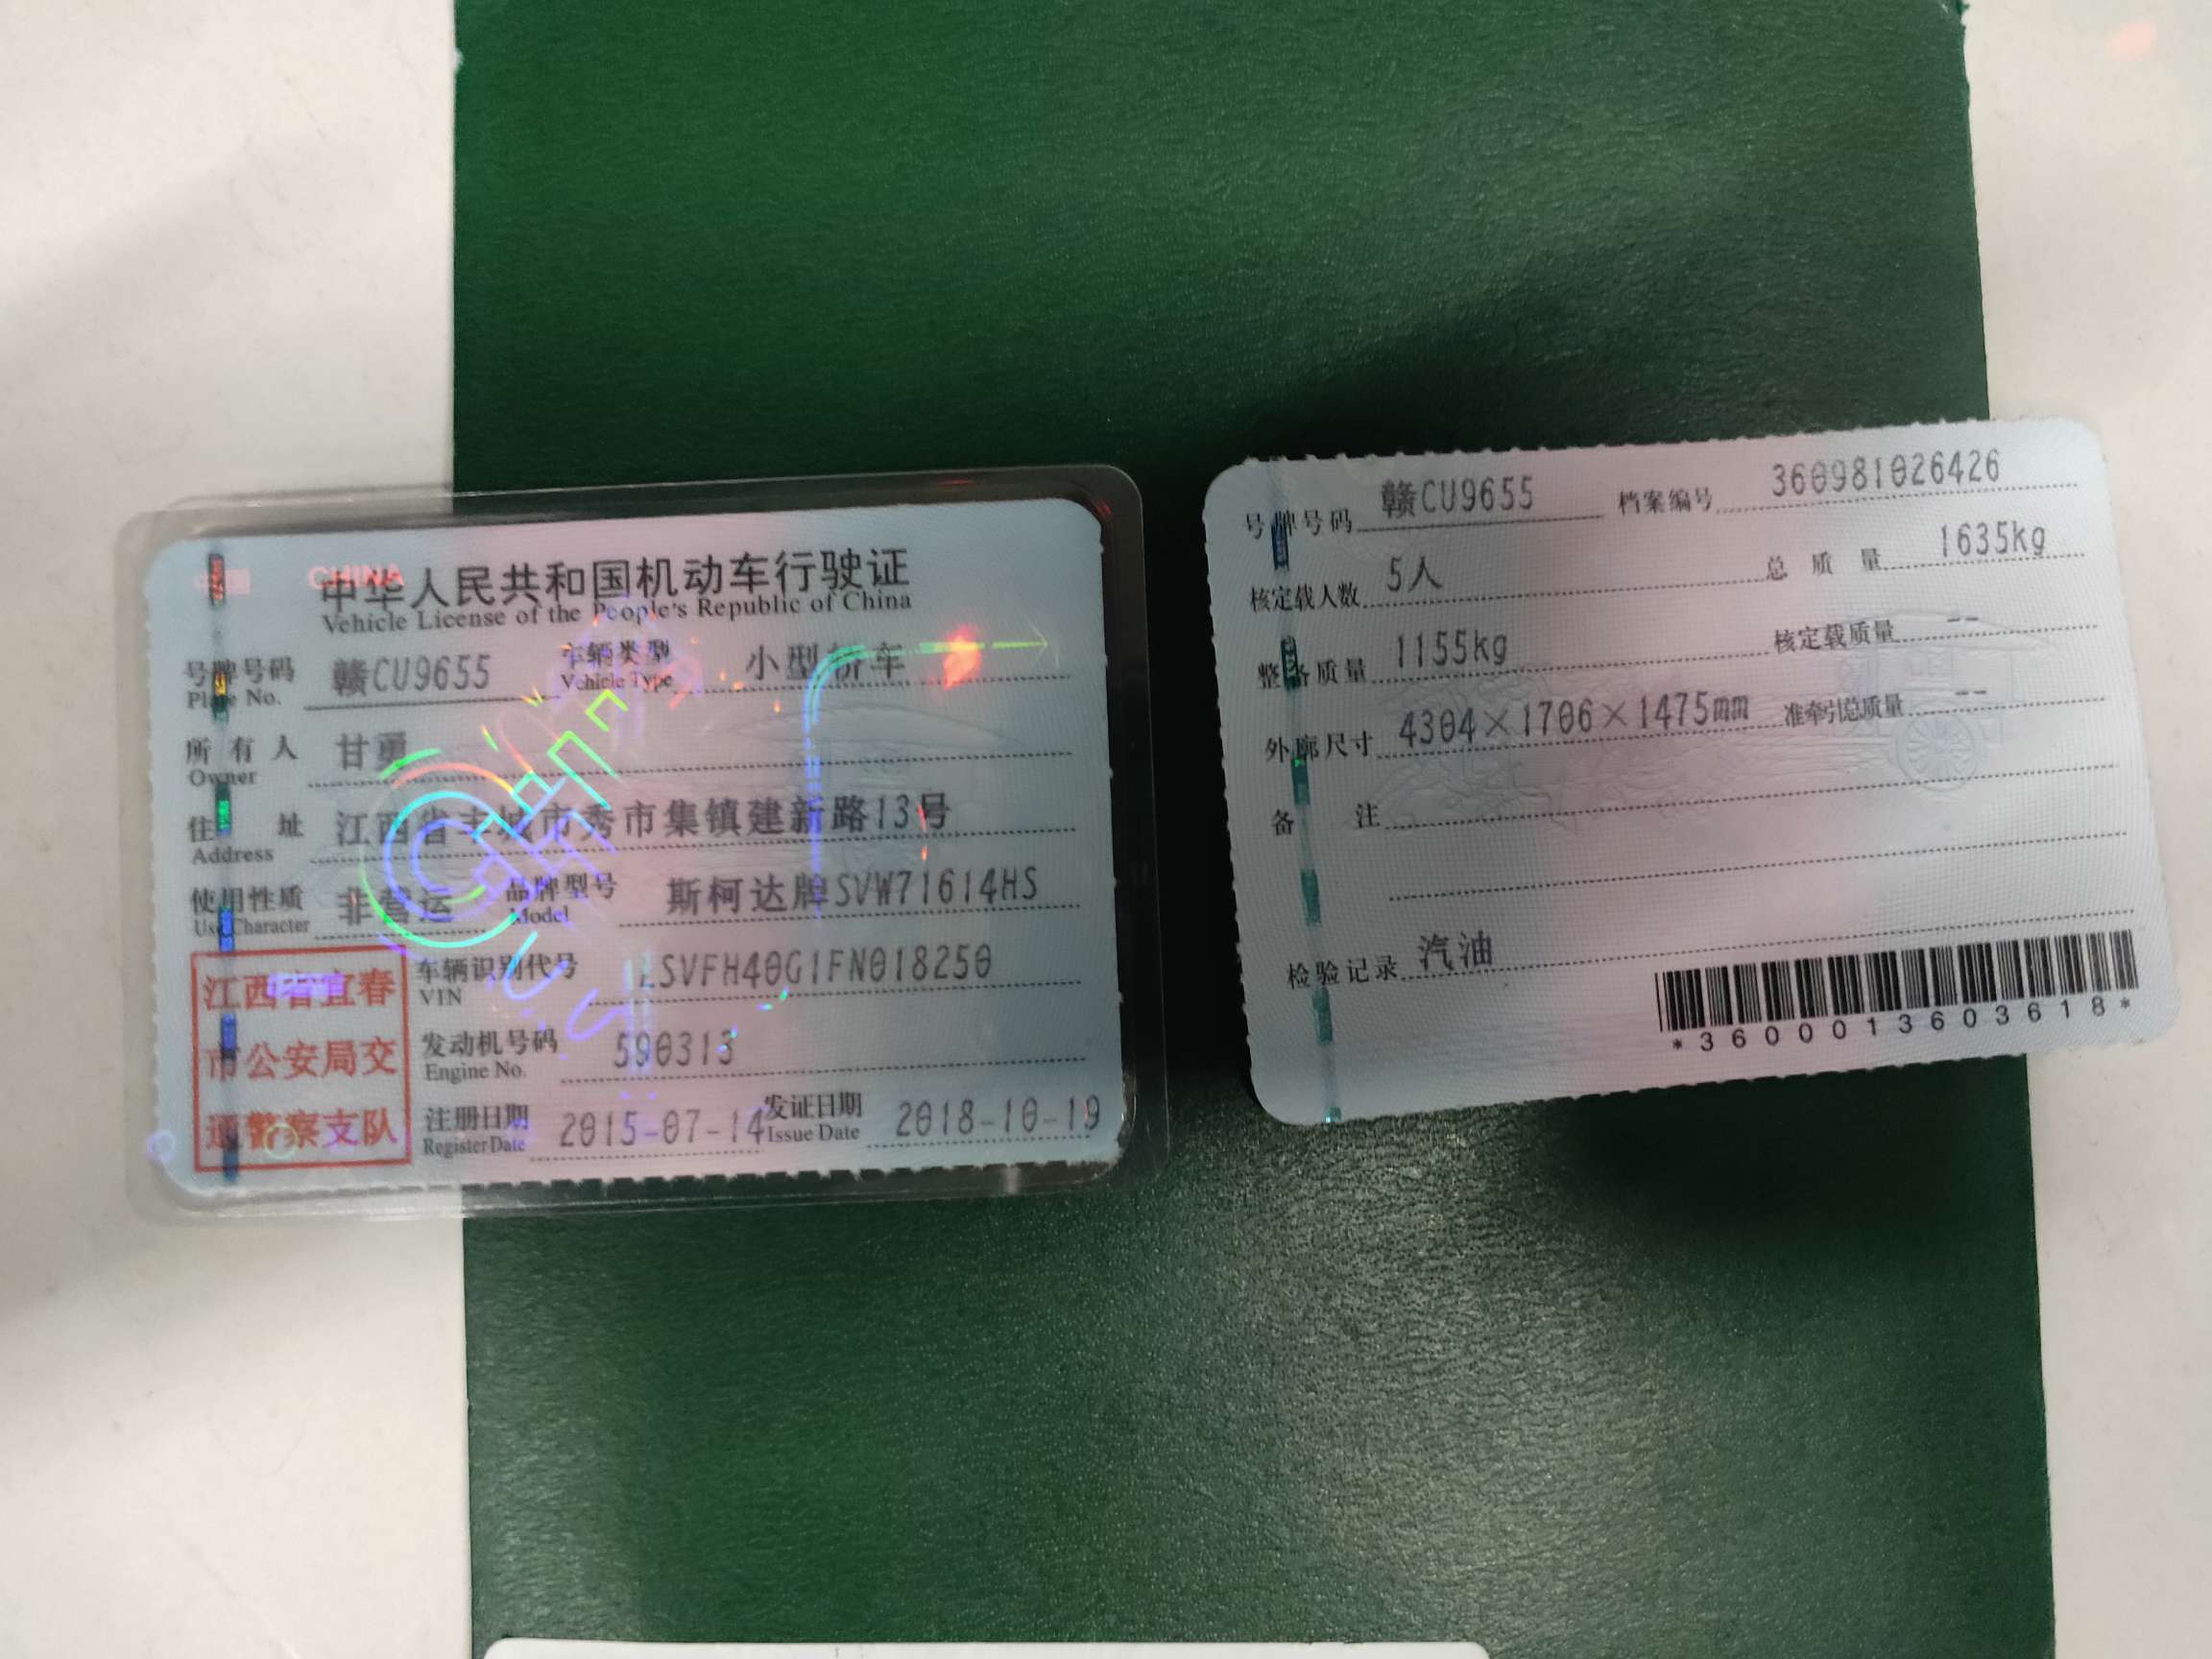 中华人民共和国机动车行驶证
Vehicle License of the People's Republic of China
号牌号码 赣CU9655 车辆类型 小型轿车
Plate No. Vehicle Type
所有人 甘勇
Owner
住址 江西省丰城市秀市集镇建新路13号
Address
使用性质 非营运 品牌型号 斯柯达牌SVW71614HS
Use Character Model
江西省宜春
市公安局交
通警察支队
车辆识别代号 LSVFH40G1FN018250
VIN
发动机号码 590313
Engine No.
注册日期 2015-07-14 发证日期 2018-10-19
Register Date Issue Date
号牌号码 赣CU9655 档案编号 360981026426
核定载人数 5人 总质量 1635kg
整备质量 1155kg 核定载质量 --
外廓尺寸 4304×1706×1475mm 准牵引总质量 --
备注
检验记录 汽油
*3600013603618*